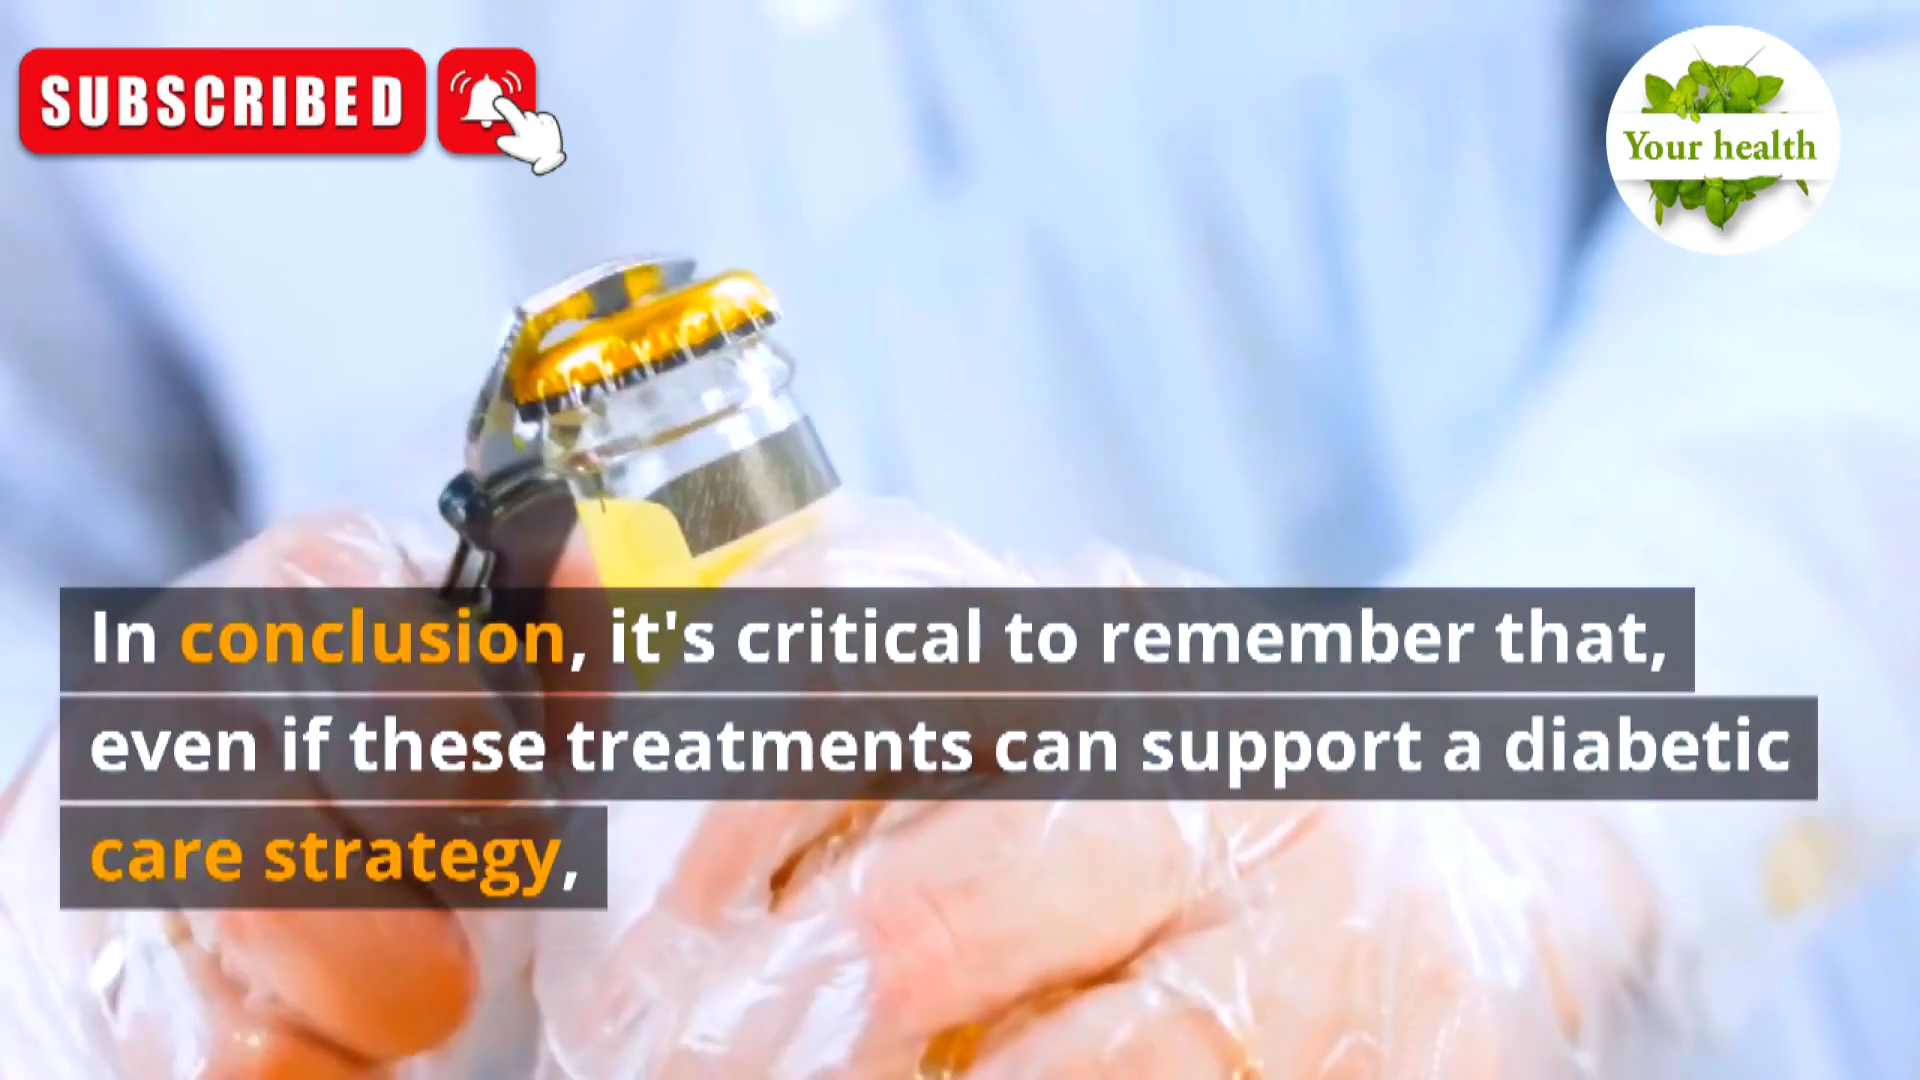 SUBSCRIBED
Your health
In conclusion, it's critical to remember that,
even if these treatments can support a diabetic
care strategy,